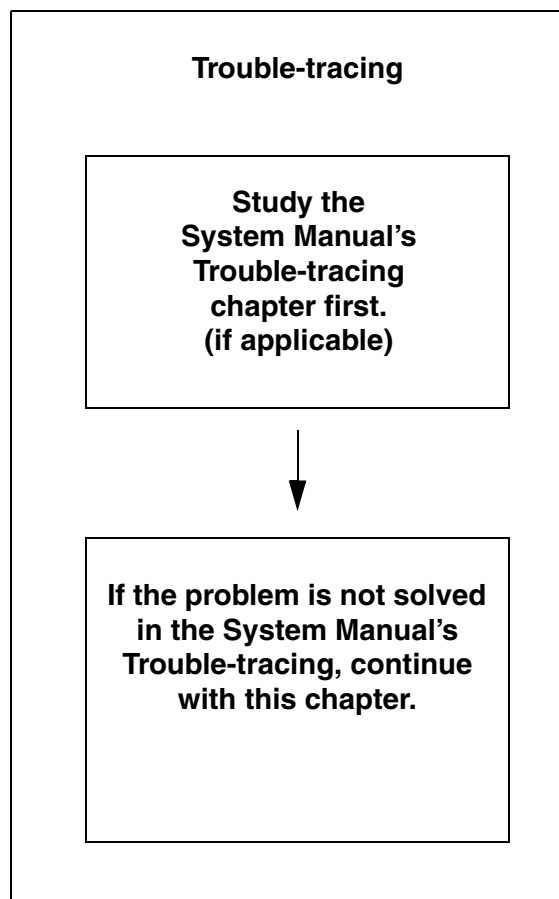 Trouble-tracing
Study the
System Manual’s
Trouble-tracing
chapter first.
(if applicable)
If the problem is not solved
in the System Manual’s
Trouble-tracing, continue
with this chapter.